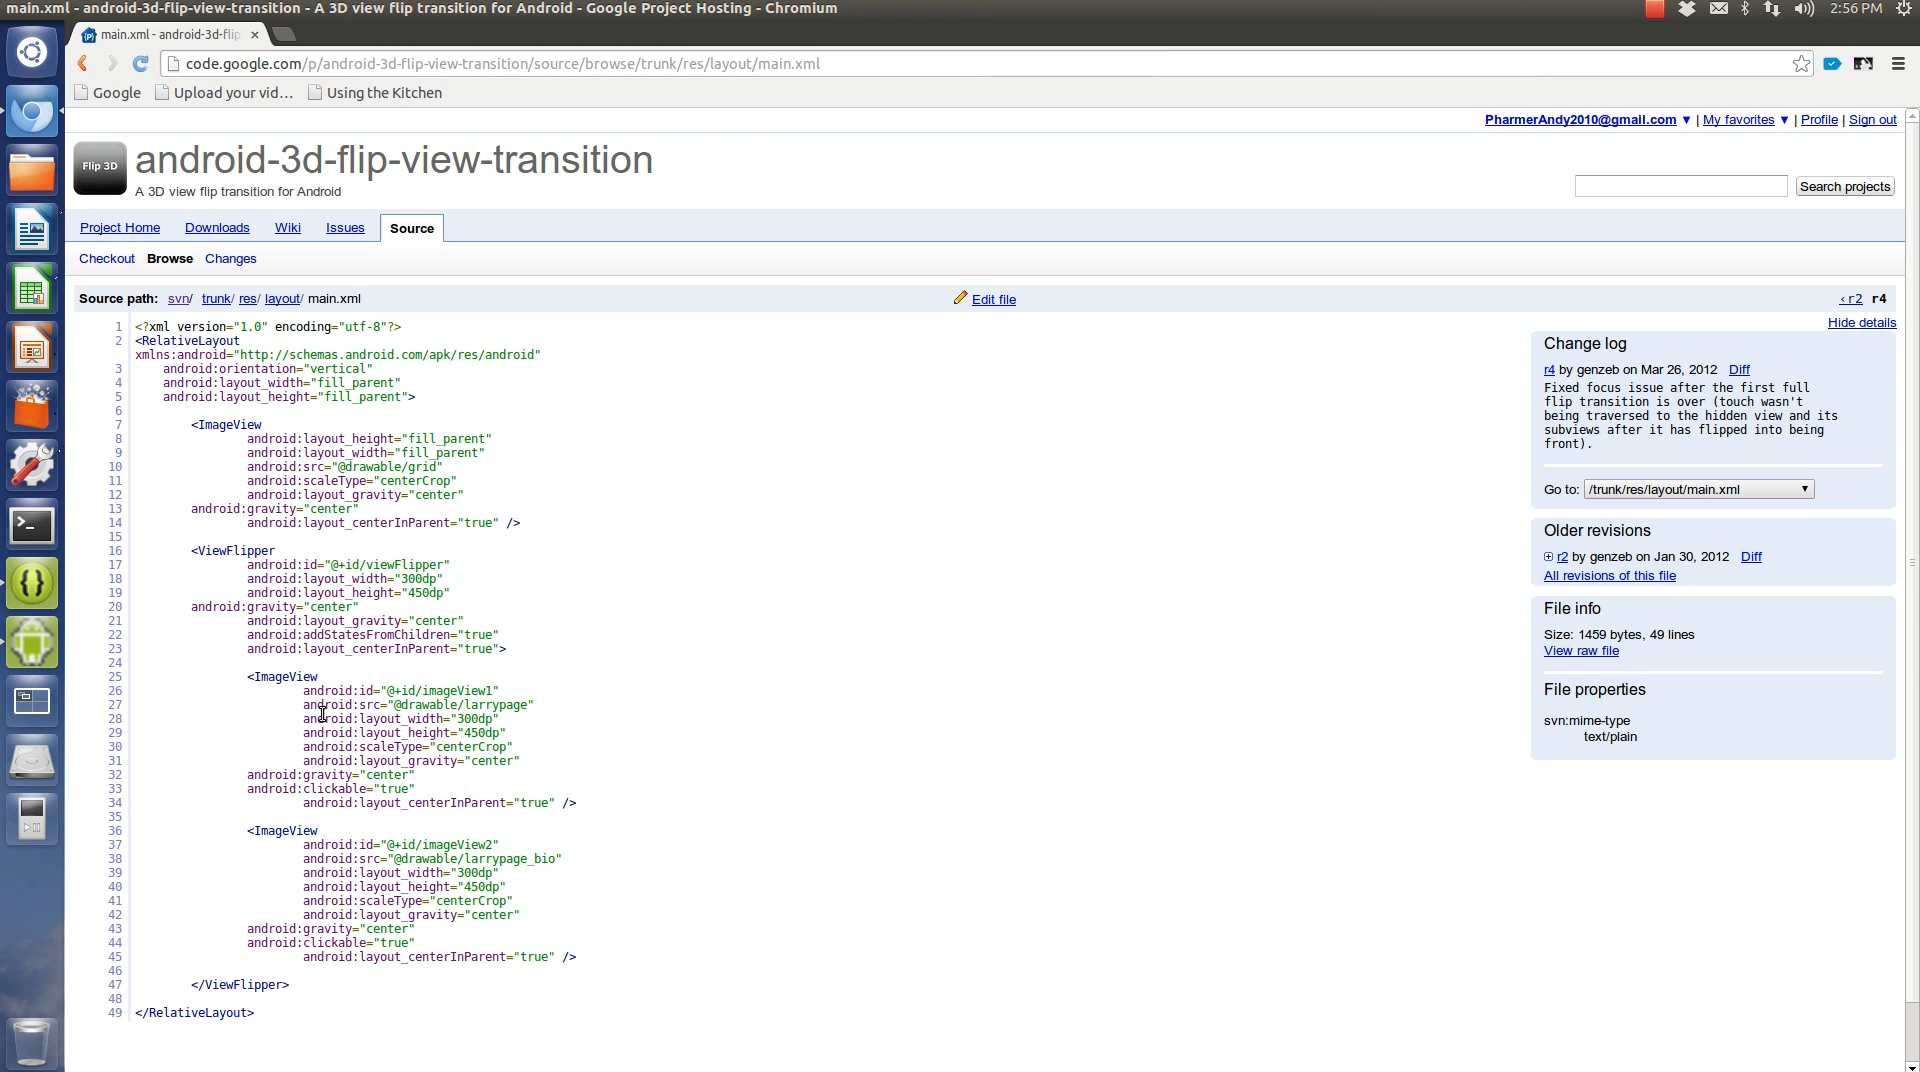 main.xml - android-3d-flip-view-transition - A 3D view flip transition for Android - Google Project Hosting - Chromium
2:56 PM
main.xml - android-3d-flip
code.google.com/p/android-3d-flip-view-transition/source/browse/trunk/res/layout/main.xml
Google Upload your vid... Using the Kitchen
PharmerAndy2010@gmail.com ▼ | My favorites ▼ | Profile | Sign out
Flip 3D
android-3d-flip-view-transition
A 3D view flip transition for Android
Search projects
Project Home Downloads Wiki Issues Source
Checkout Browse Changes
Source path: svn/ trunk/ res/ layout/ main.xml
Edit file
‹r2 r4
Hide details
1 <?xml version="1.0" encoding="utf-8"?>
2 <RelativeLayout
xmlns:android="http://schemas.android.com/apk/res/android"
3 android:orientation="vertical"
4 android:layout_width="fill_parent"
5 android:layout_height="fill_parent">
6
7 <ImageView
8 android:layout_height="fill_parent"
9 android:layout_width="fill_parent"
10 android:src="@drawable/grid"
11 android:scaleType="centerCrop"
12 android:layout_gravity="center"
13 android:gravity="center"
14 android:layout_centerInParent="true" />
15
16 <ViewFlipper
17 android:id="@+id/viewFlipper"
18 android:layout_width="300dp"
19 android:layout_height="450dp"
20 android:gravity="center"
21 android:layout_gravity="center"
22 android:addStatesFromChildren="true"
23 android:layout_centerInParent="true">
24
25 <ImageView
26 android:id="@+id/imageView1"
27 android:src="@drawable/larrypage"
28 android:layout_width="300dp"
29 android:layout_height="450dp"
30 android:scaleType="centerCrop"
31 android:layout_gravity="center"
32 android:gravity="center"
33 android:clickable="true"
34 android:layout_centerInParent="true" />
35
36 <ImageView
37 android:id="@+id/imageView2"
38 android:src="@drawable/larrypage_bio"
39 android:layout_width="300dp"
40 android:layout_height="450dp"
41 android:scaleType="centerCrop"
42 android:layout_gravity="center"
43 android:gravity="center"
44 android:clickable="true"
45 android:layout_centerInParent="true" />
46
47 </ViewFlipper>
48
49 </RelativeLayout>
Change log
r4 by genzeb on Mar 26, 2012 Diff
Fixed focus issue after the first full
flip transition is over (touch wasn't
being traversed to the hidden view and its
subviews after it has flipped into being
front).
Go to: /trunk/res/layout/main.xml
Older revisions
r2 by genzeb on Jan 30, 2012 Diff
All revisions of this file
File info
Size: 1459 bytes, 49 lines
View raw file
File properties
svn:mime-type
text/plain